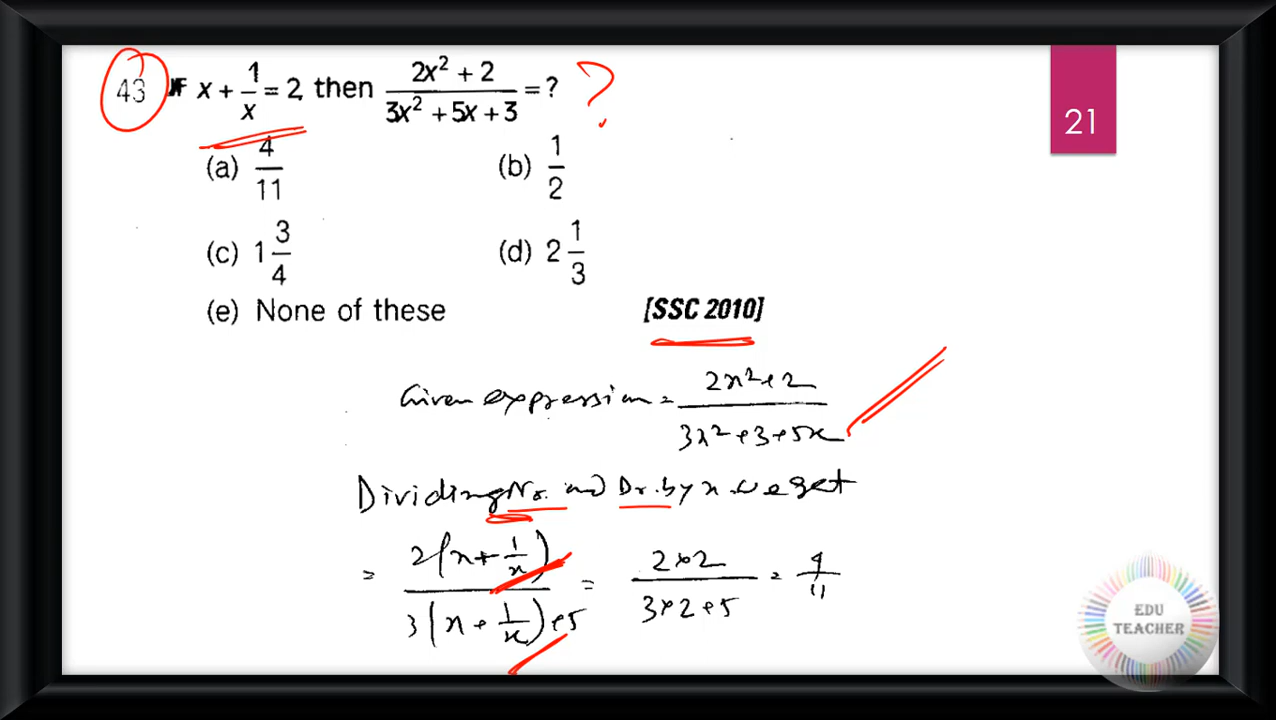 43 If x + 1/x = 2, then (2x² + 2)/(3x² + 5x + 3) = ? ?
21
(a) 4/11 (b) 1/2
(c) 1 3/4 (d) 2 1/3
(e) None of these [SSC 2010]
Given expression = (2x² + 2)/(3x² + 3 + 5x)
Dividing Nr. and Dr. by x we get
= 2(x + 1/x)/(3(x + 1/x) + 5) = (2×2)/(3×2+5) = 4/11
EDU
TEACHER